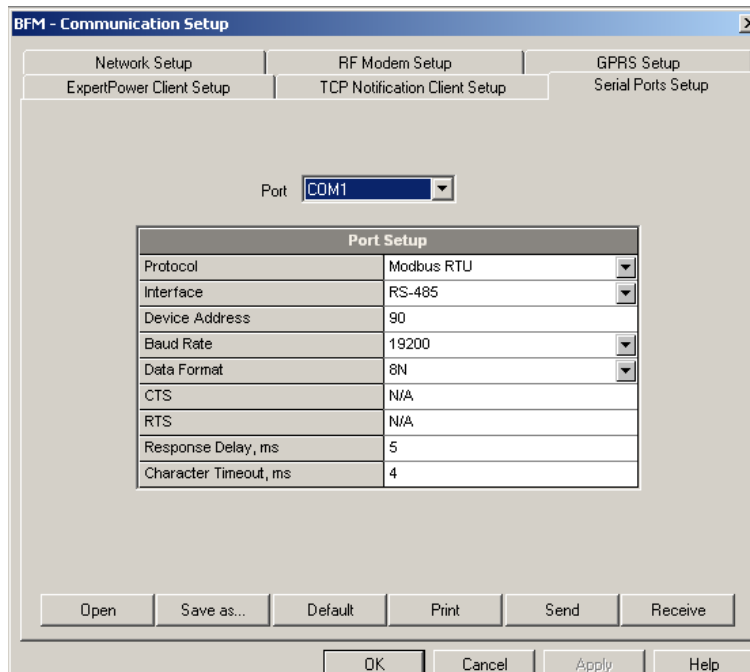 BFM - Communication Setup
Network Setup RF Modem Setup GPRS Setup
ExpertPower Client Setup TCP Notification Client Setup Serial Ports Setup
Port COM1
Port Setup
Protocol Modbus RTU
Interface RS-485
Device Address 90
Baud Rate 19200
Data Format 8N
CTS N/A
RTS N/A
Response Delay, ms 5
Character Timeout, ms 4
Open Save as... Default Print Send Receive
OK Cancel Apply Help